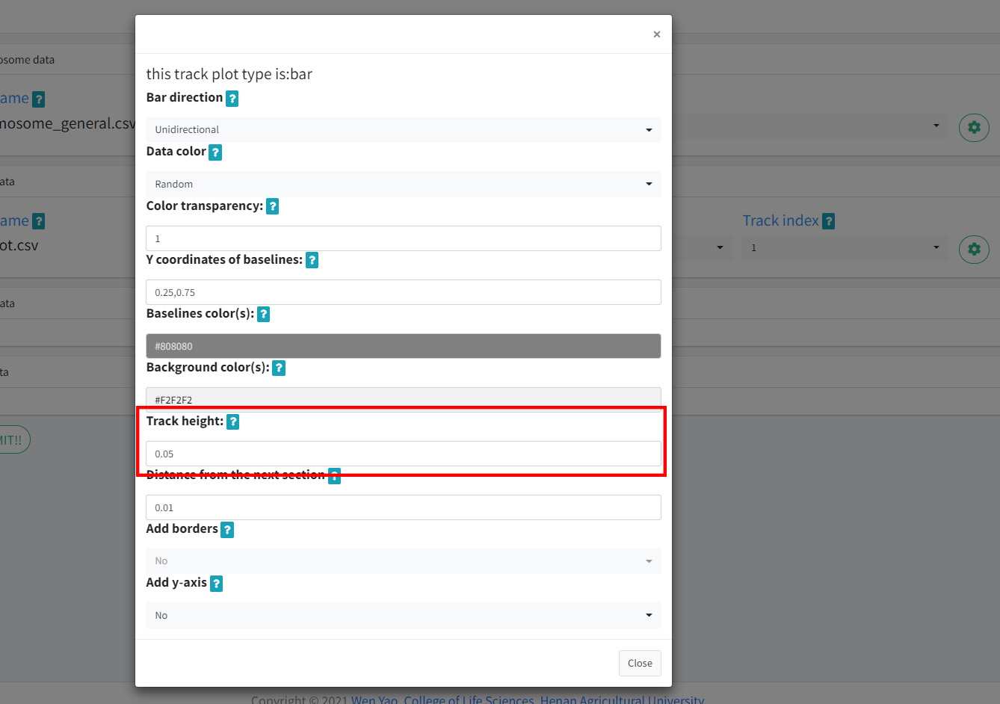 ×
this track plot type is:bar
Bar direction ?
Unidirectional
Data color ?
Random
Color transparency: ?
1
Y coordinates of baselines: ?
0.25,0.75
Baselines color(s): ?
#808080
Background color(s): ?
#F2F2F2
Track height: ?
0.05
Distance from the next section ?
0.01
Add borders ?
No
Add y-axis ?
No
Close
osome data
ame ?
nosome_general.csv
ata
ame ?
Track index ?
ot.csv
1
ata
ta
MIT!!
Copyright © 2021 Wen Yao, College of Life Sciences, Henan Agricultural University